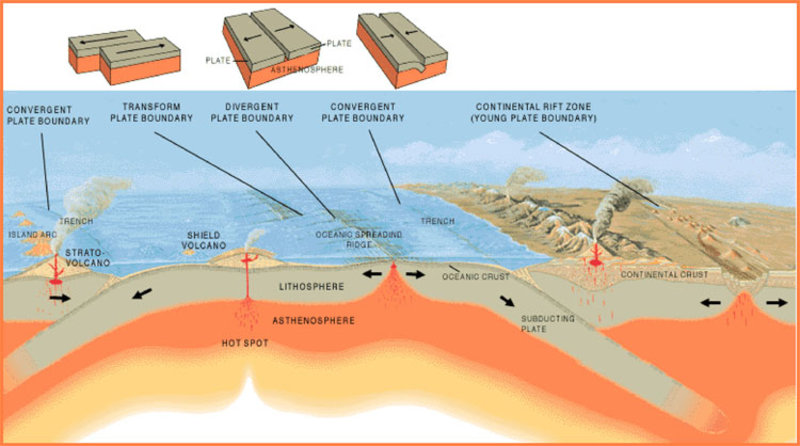 PLATE
PLATE
ASTHENOSPHERE
CONVERGENT
PLATE BOUNDARY
TRANSFORM
PLATE BOUNDARY
DIVERGENT
PLATE BOUNDARY
CONVERGENT
PLATE BOUNDARY
CONTINENTAL RIFT ZONE
(YOUNG PLATE BOUNDARY)
TRENCH
ISLAND ARC
STRATO-
VOLCANO
SHIELD
VOLCANO
OCEANIC SPREADING
RIDGE
TRENCH
OCEANIC CRUST
CONTINENTAL CRUST
LITHOSPHERE
ASTHENOSPHERE
HOT SPOT
SUBDUCTING
PLATE